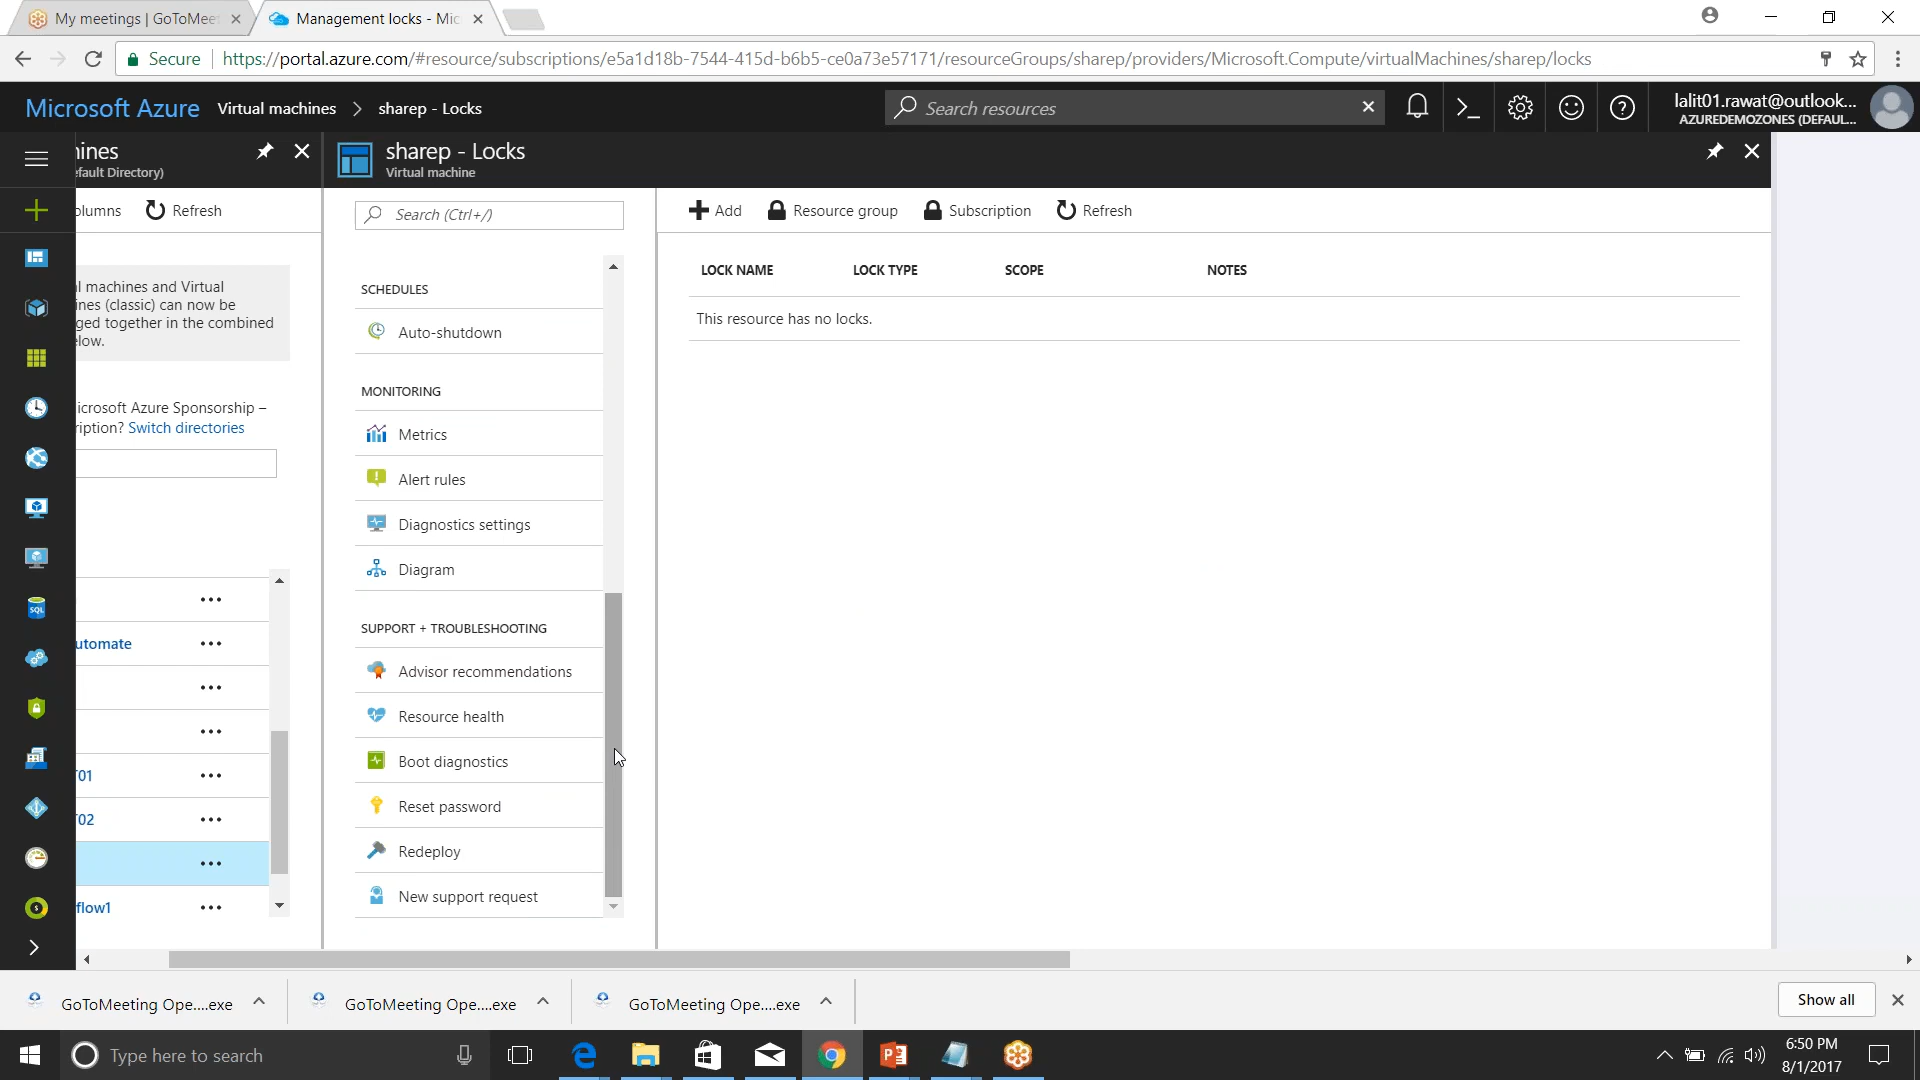 My meetings | GoToMee
Management locks - Mic
Secure
https://portal.azure.com/#resource/subscriptions/e5a1d18b-7544-415d-b6b5-ce0a73e57171/resourceGroups/sharep/providers/Microsoft.Compute/virtualMachines/sharep/locks
Microsoft Azure Virtual machines > sharep - Locks
Search resources
lalit01.rawat@outlook...
AZUREDEMOZONES (DEFAUL...
ines
efault Directory)
olumns
Refresh
l machines and Virtual
ines (classic) can now be
ged together in the combined
elow.
icrosoft Azure Sponsorship –
ription? Switch directories
utomate
T01
T02
flow1
sharep - Locks
Virtual machine
Search (Ctrl+/)
SCHEDULES
Auto-shutdown
MONITORING
Metrics
Alert rules
Diagnostics settings
Diagram
SUPPORT + TROUBLESHOOTING
Advisor recommendations
Resource health
Boot diagnostics
Reset password
Redeploy
New support request
Add
Resource group
Subscription
Refresh
LOCK NAME LOCK TYPE SCOPE NOTES
This resource has no locks.
GoToMeeting Ope....exe
GoToMeeting Ope....exe
GoToMeeting Ope....exe
Show all
Type here to search
6:50 PM
8/1/2017